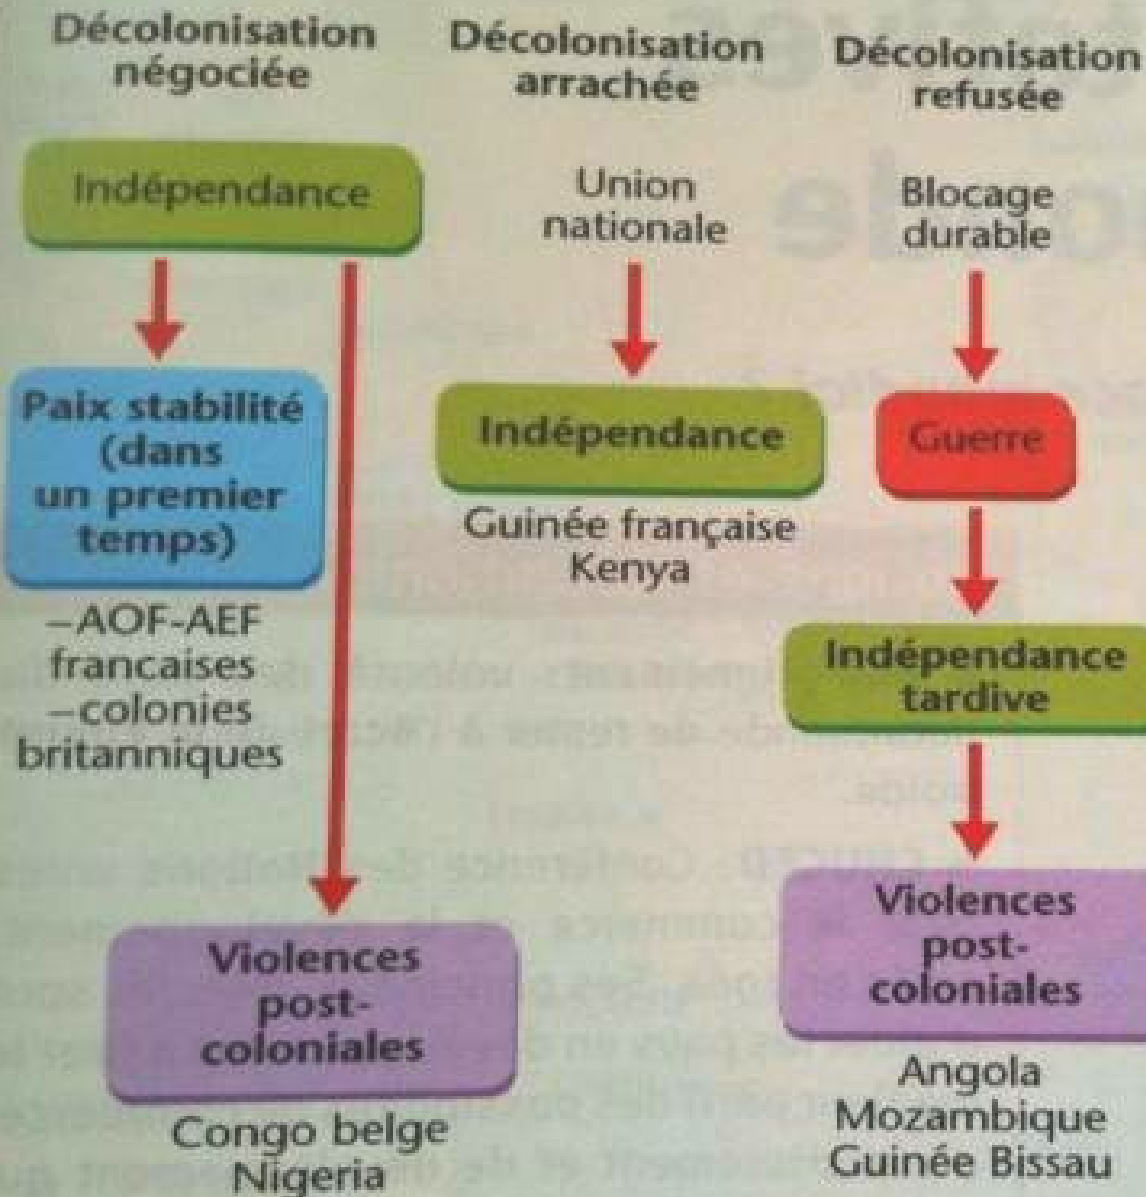 Décolonisation
négociée
Indépendance
Paix stabilité
(dans
un premier
temps)
–AOF-AEF
francaises
–colonies
britanniques
Violences
post-
coloniales
Congo belge
Nigeria
Décolonisation
arrachée
Union
nationale
Indépendance
Guinée française
Kenya
Décolonisation
refusée
Blocage
durable
Guerre
Indépendance
tardive
Violences
post-
coloniales
Angola
Mozambique
Guinée Bissau